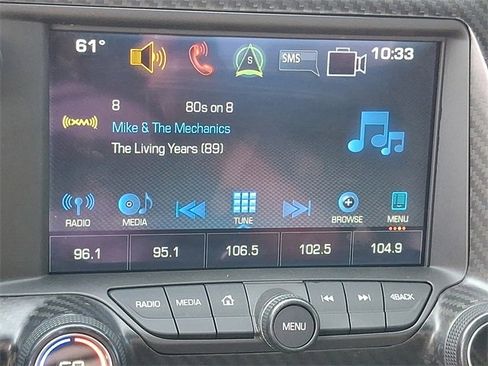 61° S SMS 10:33
8 80s on 8
((XM)) Mike & The Mechanics
The Living Years (89)
RADIO MEDIA TUNE BROWSE MENU
96.1 95.1 106.5 102.5 104.9
RADIO MEDIA BACK
MENU